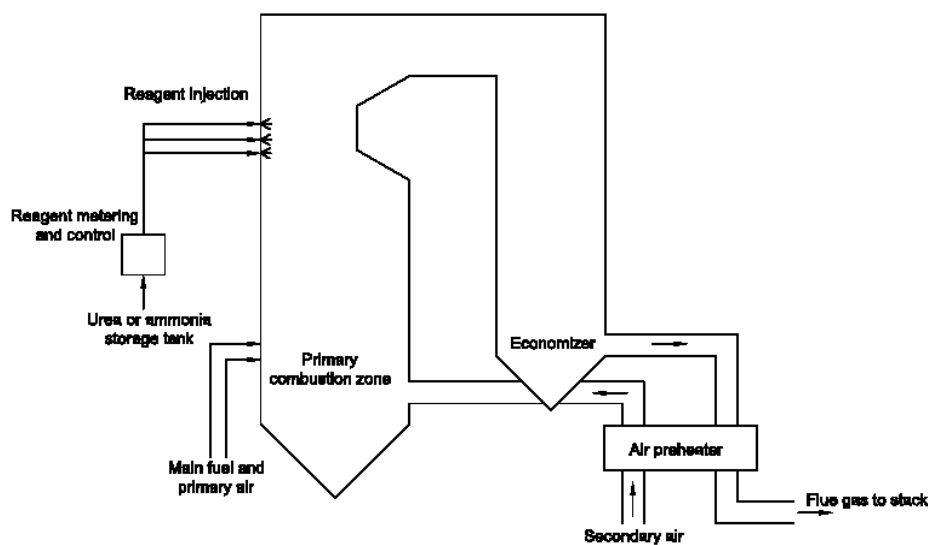 Reagent injection
Reagent metering
and control
Urea or ammonia
storage tank
Primary
combustion zone
Economizer
Main fuel and
primary air
Air preheater
Secondary air
Flue gas to stack